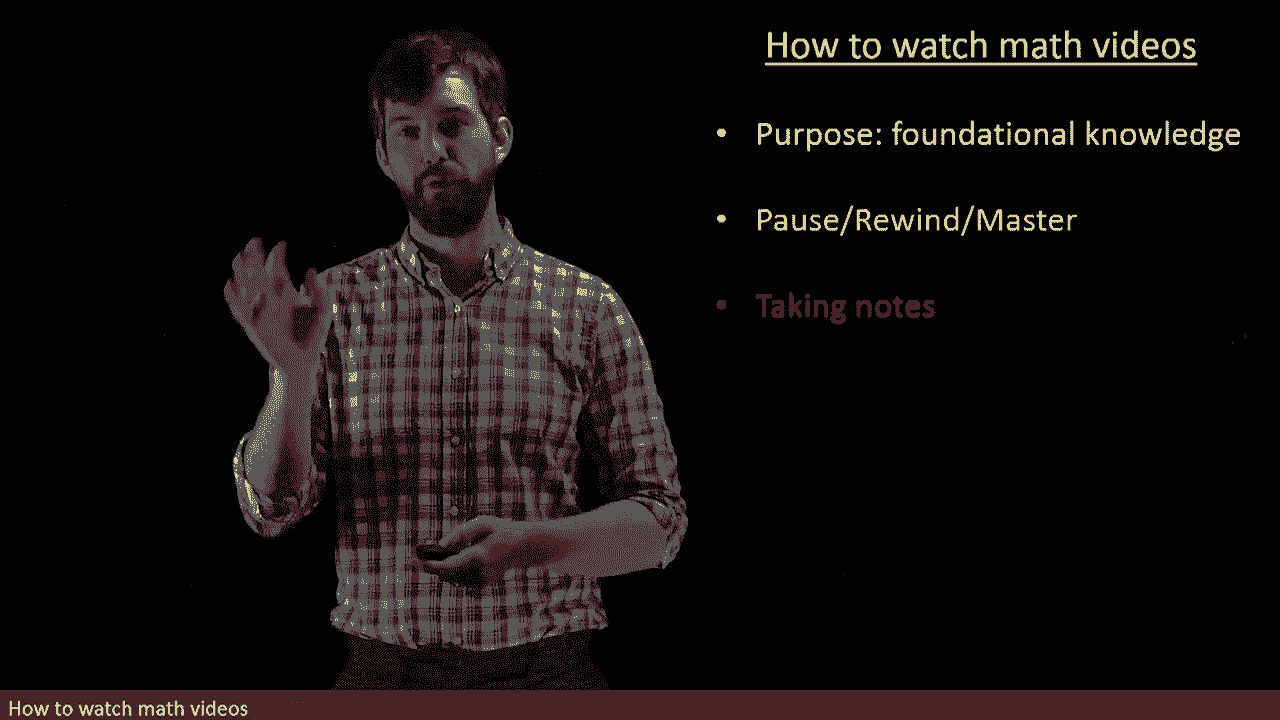 How to watch math videos
• Purpose: foundational knowledge
• Pause/Rewind/Master
• Taking notes
How to watch math videos